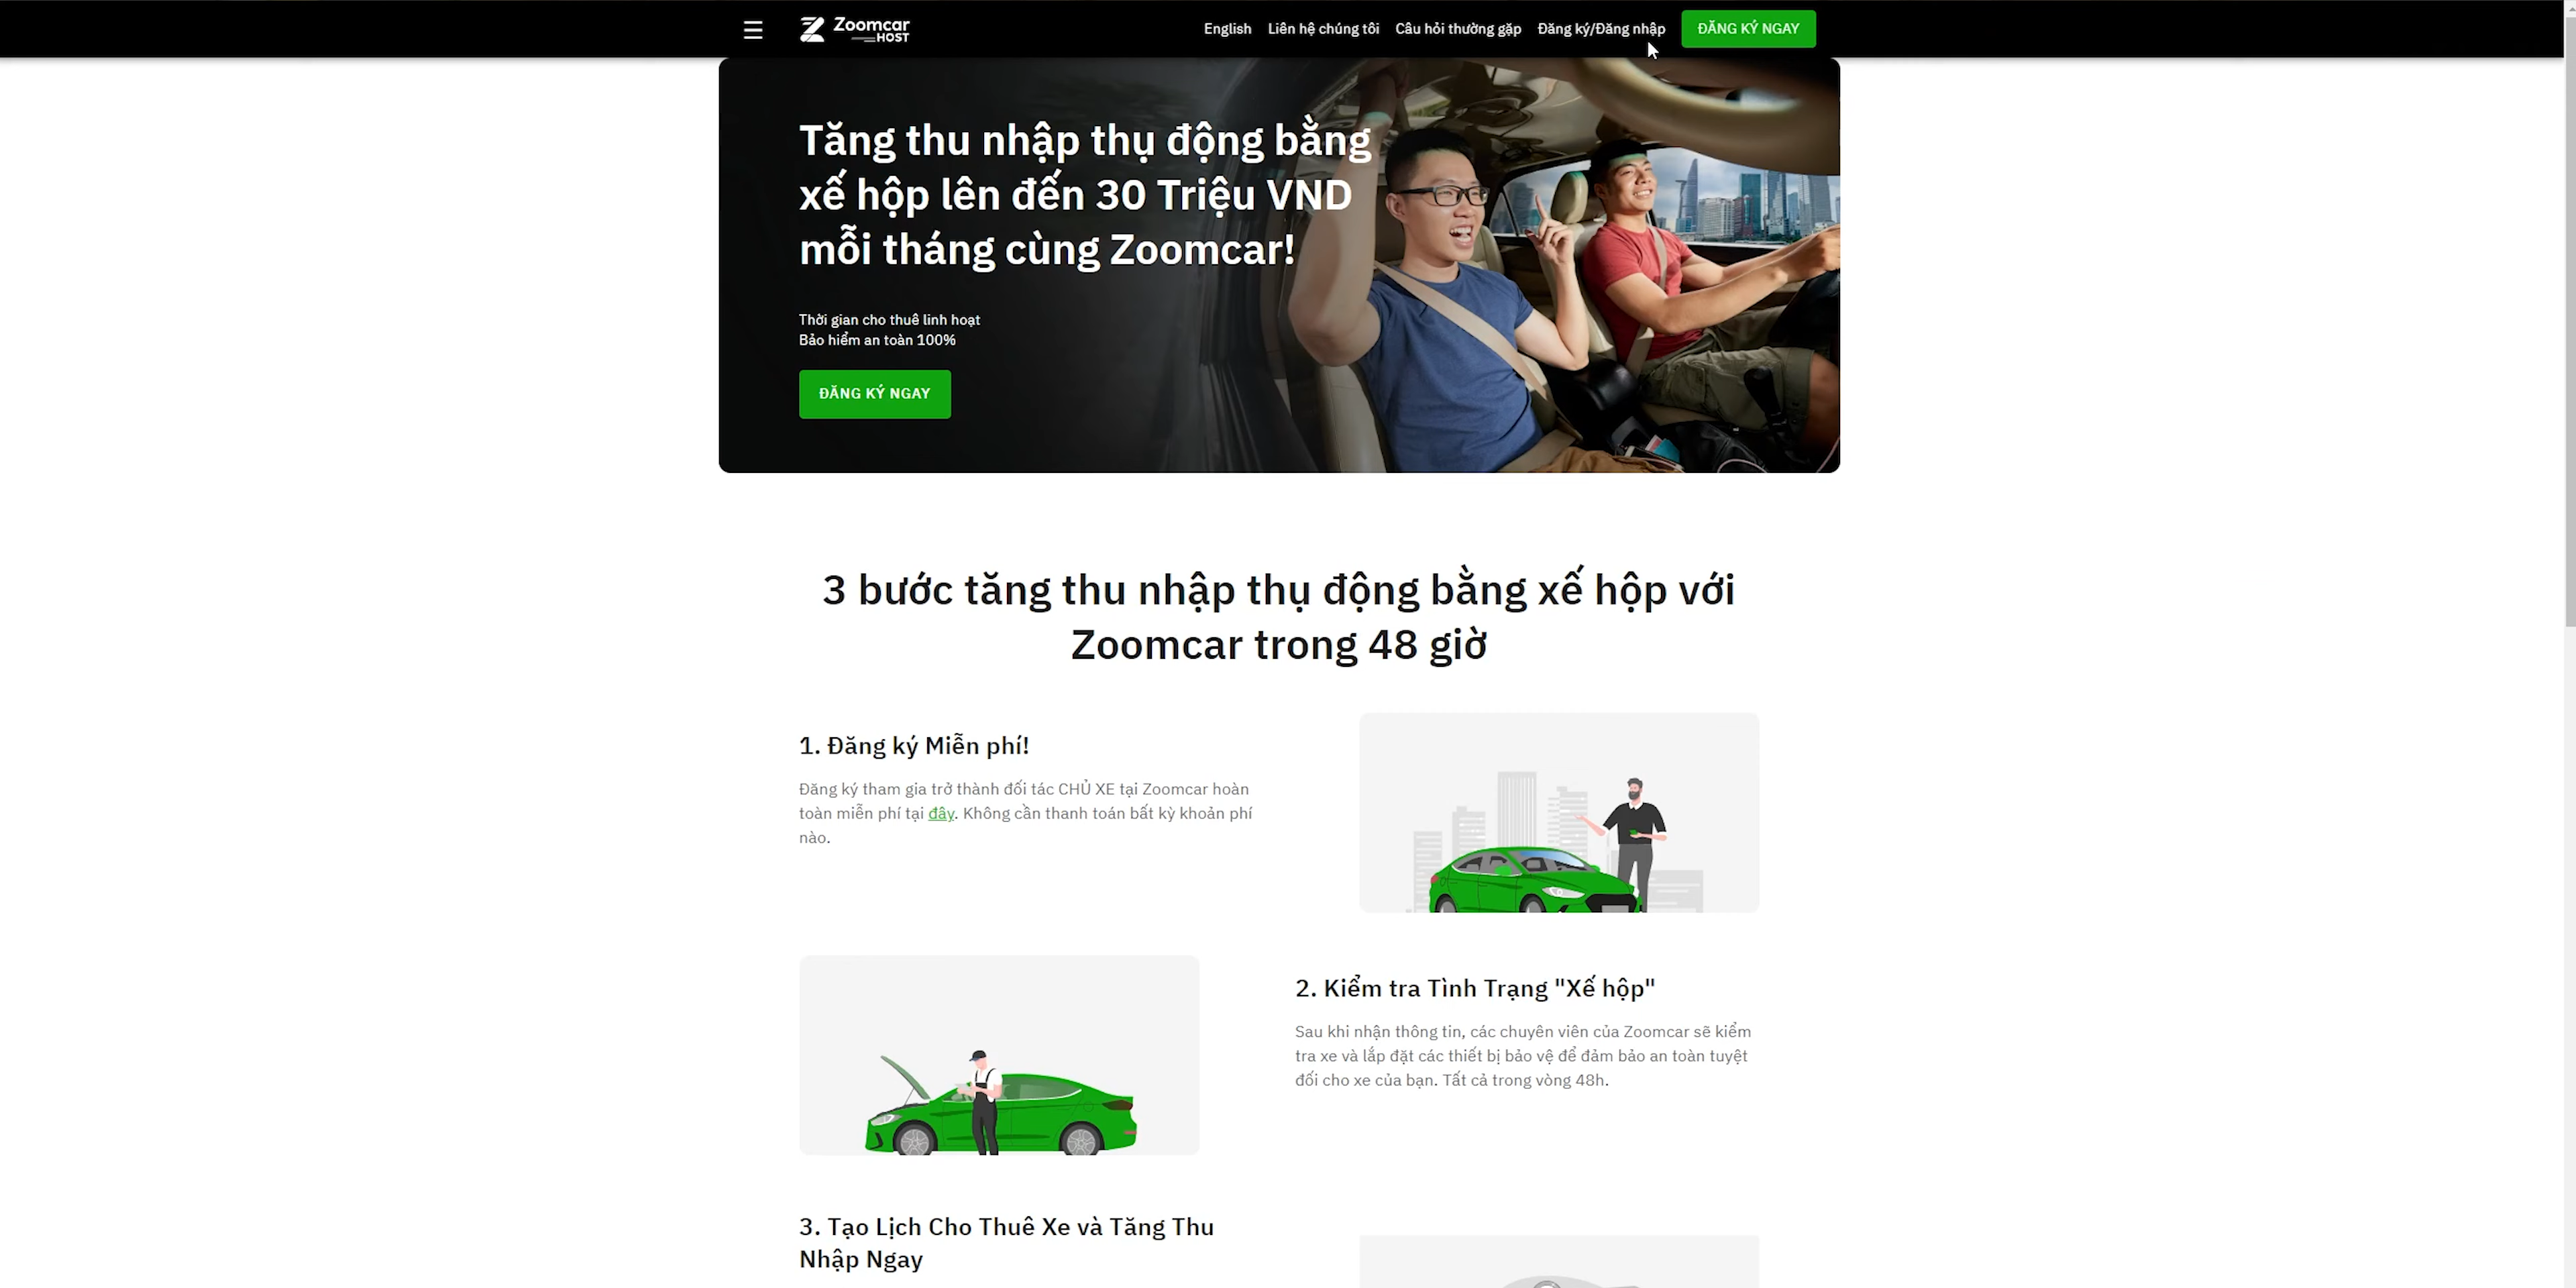 Zoomcar
HOST
English Liên hệ chúng tôi Câu hỏi thường gặp Đăng ký/Đăng nhập ĐĂNG KÝ NGAY
Tăng thu nhập thụ động bằng
xế hộp lên đến 30 Triệu VND
mỗi tháng cùng Zoomcar!
Thời gian cho thuê linh hoạt
Bảo hiểm an toàn 100%
ĐĂNG KÝ NGAY
3 bước tăng thu nhập thụ động bằng xế hộp với
Zoomcar trong 48 giờ
1. Đăng ký Miễn phí!
Đăng ký tham gia trở thành đối tác CHỦ XE tại Zoomcar hoàn
toàn miễn phí tại đây. Không cần thanh toán bất kỳ khoản phí
nào.
2. Kiểm tra Tình Trạng "Xế hộp"
Sau khi nhận thông tin, các chuyên viên của Zoomcar sẽ kiểm
tra xe và lắp đặt các thiết bị bảo vệ để đảm bảo an toàn tuyệt
đối cho xe của bạn. Tất cả trong vòng 48h.
3. Tạo Lịch Cho Thuê Xe và Tăng Thu
Nhập Ngay